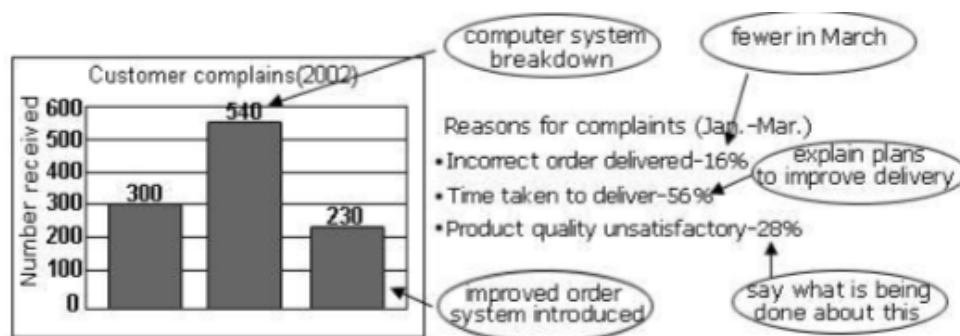 computer system
breakdown
fewer in March
Customer complains(2002)
Number received
600
500
400
300
200
100
0
300
540
230
Reasons for complaints (Jan.-Mar.)
•Incorrect order delivered-16%
•Time taken to deliver-56%
•Product quality unsatisfactory-28%
explain plans
to improve delivery
improved order
system introduced
say what is being
done about this